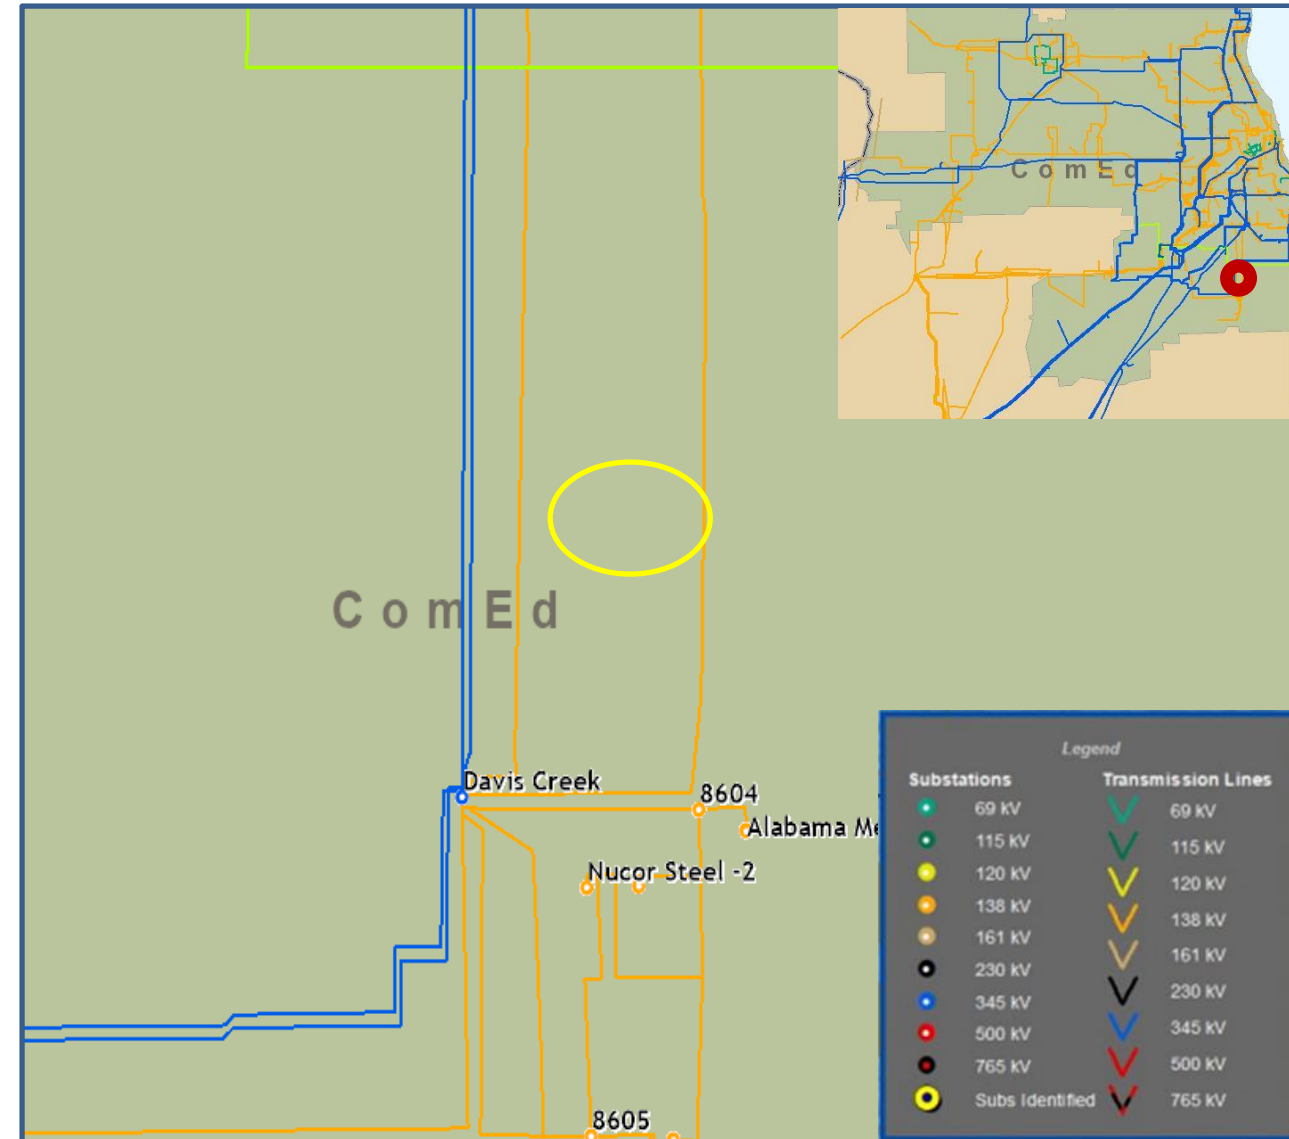 ComEd
ComEd
Davis Creek
8604
Alabama Me
Nucor Steel -2
8605
Legend
Substations Transmission Lines
69 kV 69 kV
115 kV 115 kV
120 kV 120 kV
138 kV 138 kV
161 kV 161 kV
230 kV 230 kV
345 kV 345 kV
500 kV 500 kV
765 kV 765 kV
Subs Identified